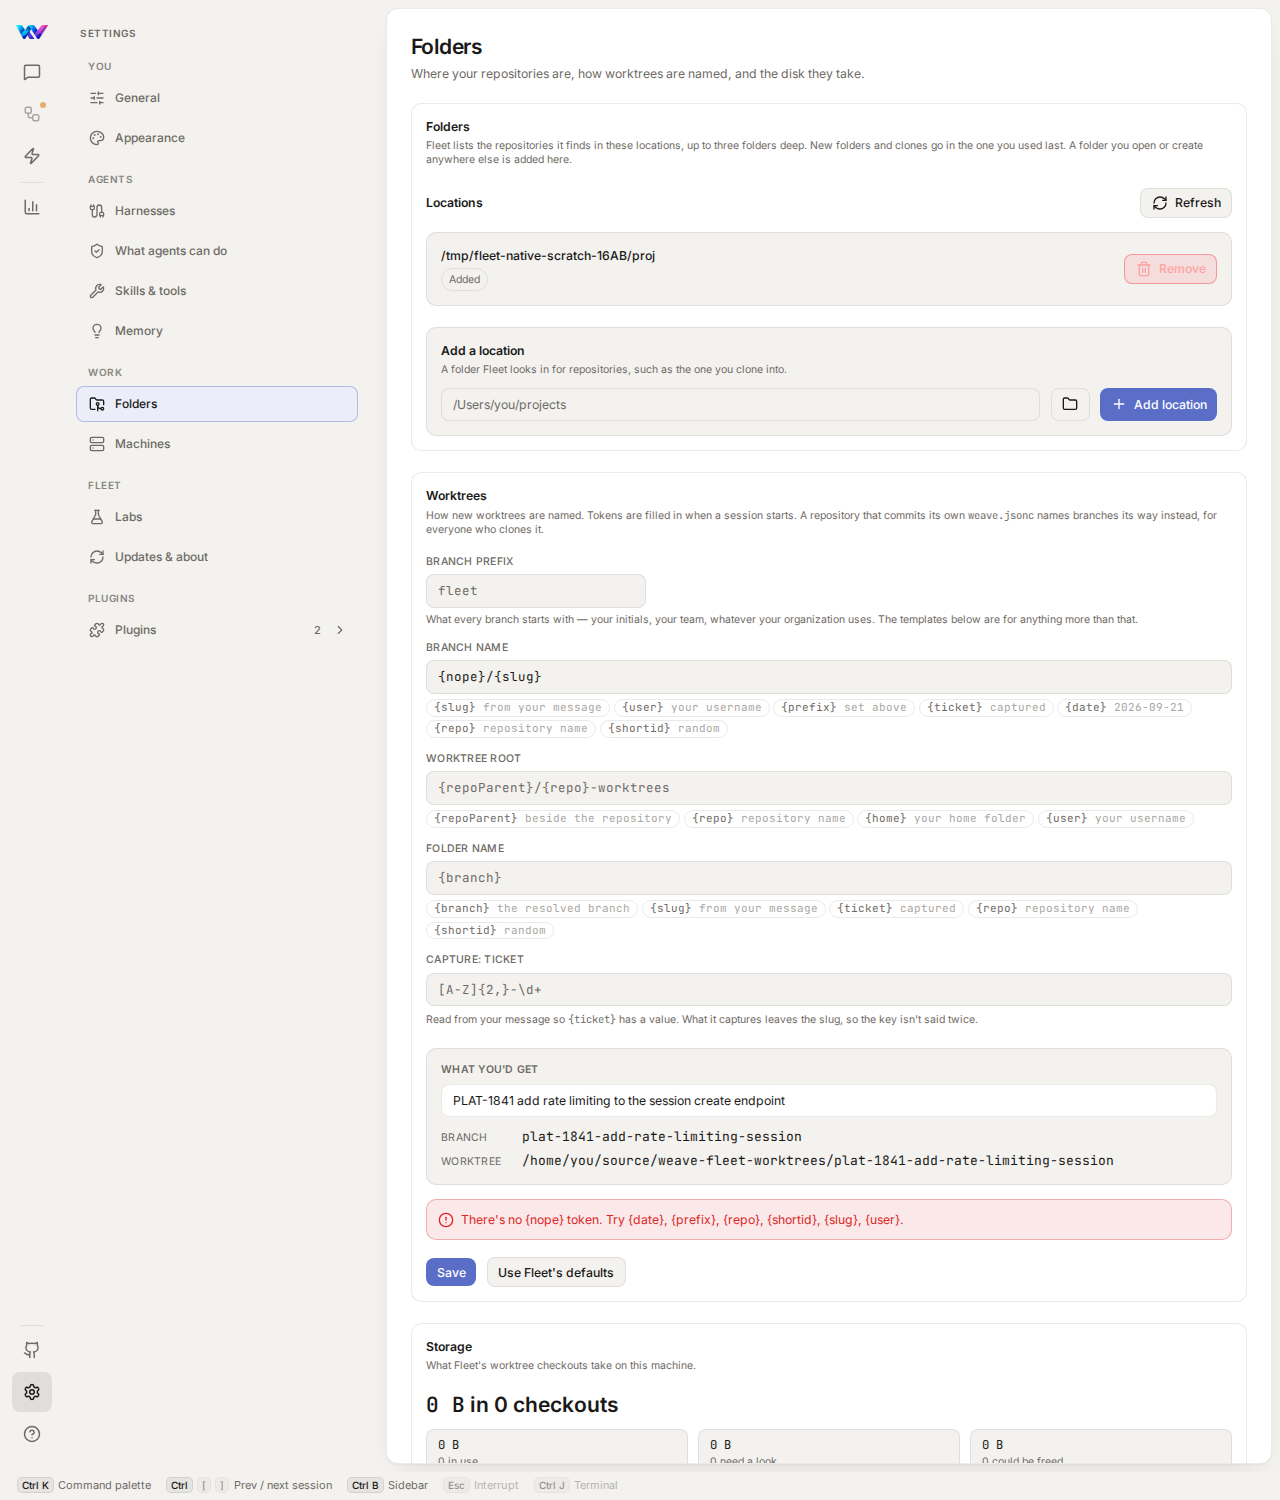 SETTINGS
YOU
General
Appearance
AGENTS
Harnesses
What agents can do
Skills & tools
Memory
WORK
Folders
Machines
FLEET
Labs
Updates & about
PLUGINS
Plugins 2
Folders
Where your repositories are, how worktrees are named, and the disk they take.
Folders
Fleet lists the repositories it finds in these locations, up to three folders deep. New folders and clones go in the one you used last. A folder you open or create
anywhere else is added here.
Locations
Refresh
/tmp/fleet-native-scratch-16AB/proj
Added
Remove
Add a location
A folder Fleet looks in for repositories, such as the one you clone into.
/Users/you/projects
Add location
Worktrees
How new worktrees are named. Tokens are filled in when a session starts. A repository that commits its own weave.jsonc names branches its way instead, for
everyone who clones it.
BRANCH PREFIX
fleet
What every branch starts with — your initials, your team, whatever your organization uses. The templates below are for anything more than that.
BRANCH NAME
{nope}/{slug}
{slug} from your message {user} your username {prefix} set above {ticket} captured {date} 2026-09-21
{repo} repository name {shortid} random
WORKTREE ROOT
{repoParent}/{repo}-worktrees
{repoParent} beside the repository {repo} repository name {home} your home folder {user} your username
FOLDER NAME
{branch}
{branch} the resolved branch {slug} from your message {ticket} captured {repo} repository name
{shortid} random
CAPTURE: TICKET
[A-Z]{2,}-\d+
Read from your message so {ticket} has a value. What it captures leaves the slug, so the key isn't said twice.
WHAT YOU'D GET
PLAT-1841 add rate limiting to the session create endpoint
BRANCH plat-1841-add-rate-limiting-session
WORKTREE /home/you/source/weave-fleet-worktrees/plat-1841-add-rate-limiting-session
There's no {nope} token. Try {date}, {prefix}, {repo}, {shortid}, {slug}, {user}.
Save
Use Fleet's defaults
Storage
What Fleet's worktree checkouts take on this machine.
0 B in 0 checkouts
0 B
0 in use
0 B
0 need a look
0 B
0 could be freed
Ctrl K Command palette Ctrl [ ] Prev / next session Ctrl B Sidebar Esc Interrupt Ctrl J Terminal